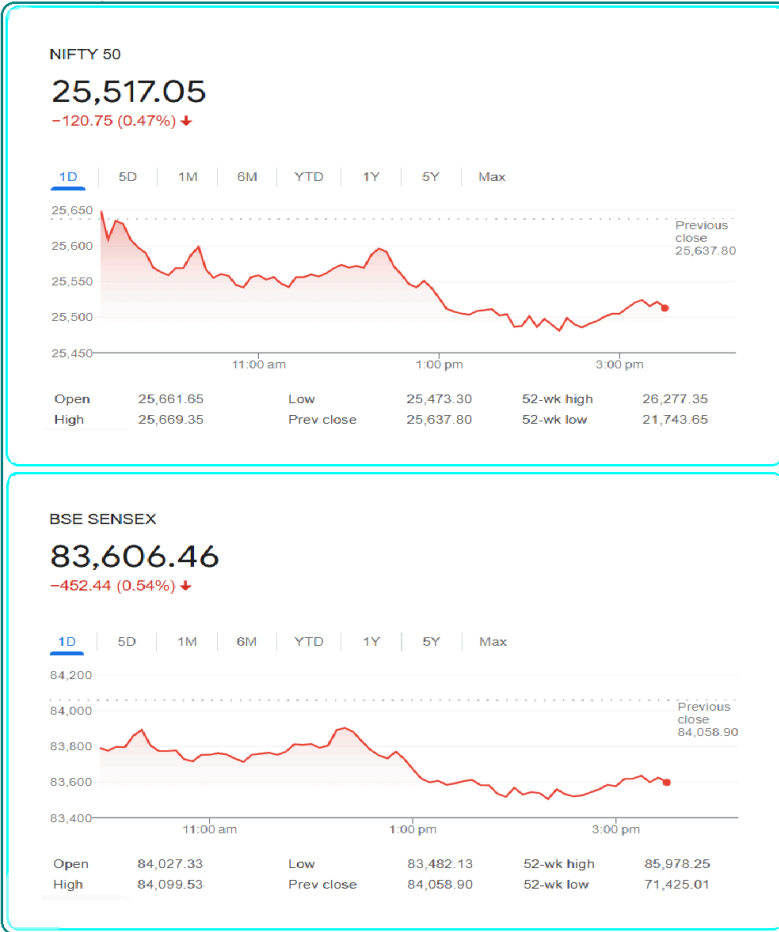 NIFTY 50
25,517.05
−120.75 (0.47%) ↓
1D 5D 1M 6M YTD 1Y 5Y Max
25,650
25,600
25,550
25,500
25,450
Previous
close
25,637.80
11:00 am 1:00 pm 3:00 pm
Open 25,661.65 Low 25,473.30 52-wk high 26,277.35
High 25,669.35 Prev close 25,637.80 52-wk low 21,743.65
BSE SENSEX
83,606.46
−452.44 (0.54%) ↓
1D 5D 1M 6M YTD 1Y 5Y Max
84,200
84,000
83,800
83,600
83,400
Previous
close
84,058.90
11:00 am 1:00 pm 3:00 pm
Open 84,027.33 Low 83,482.13 52-wk high 85,978.25
High 84,099.53 Prev close 84,058.90 52-wk low 71,425.01